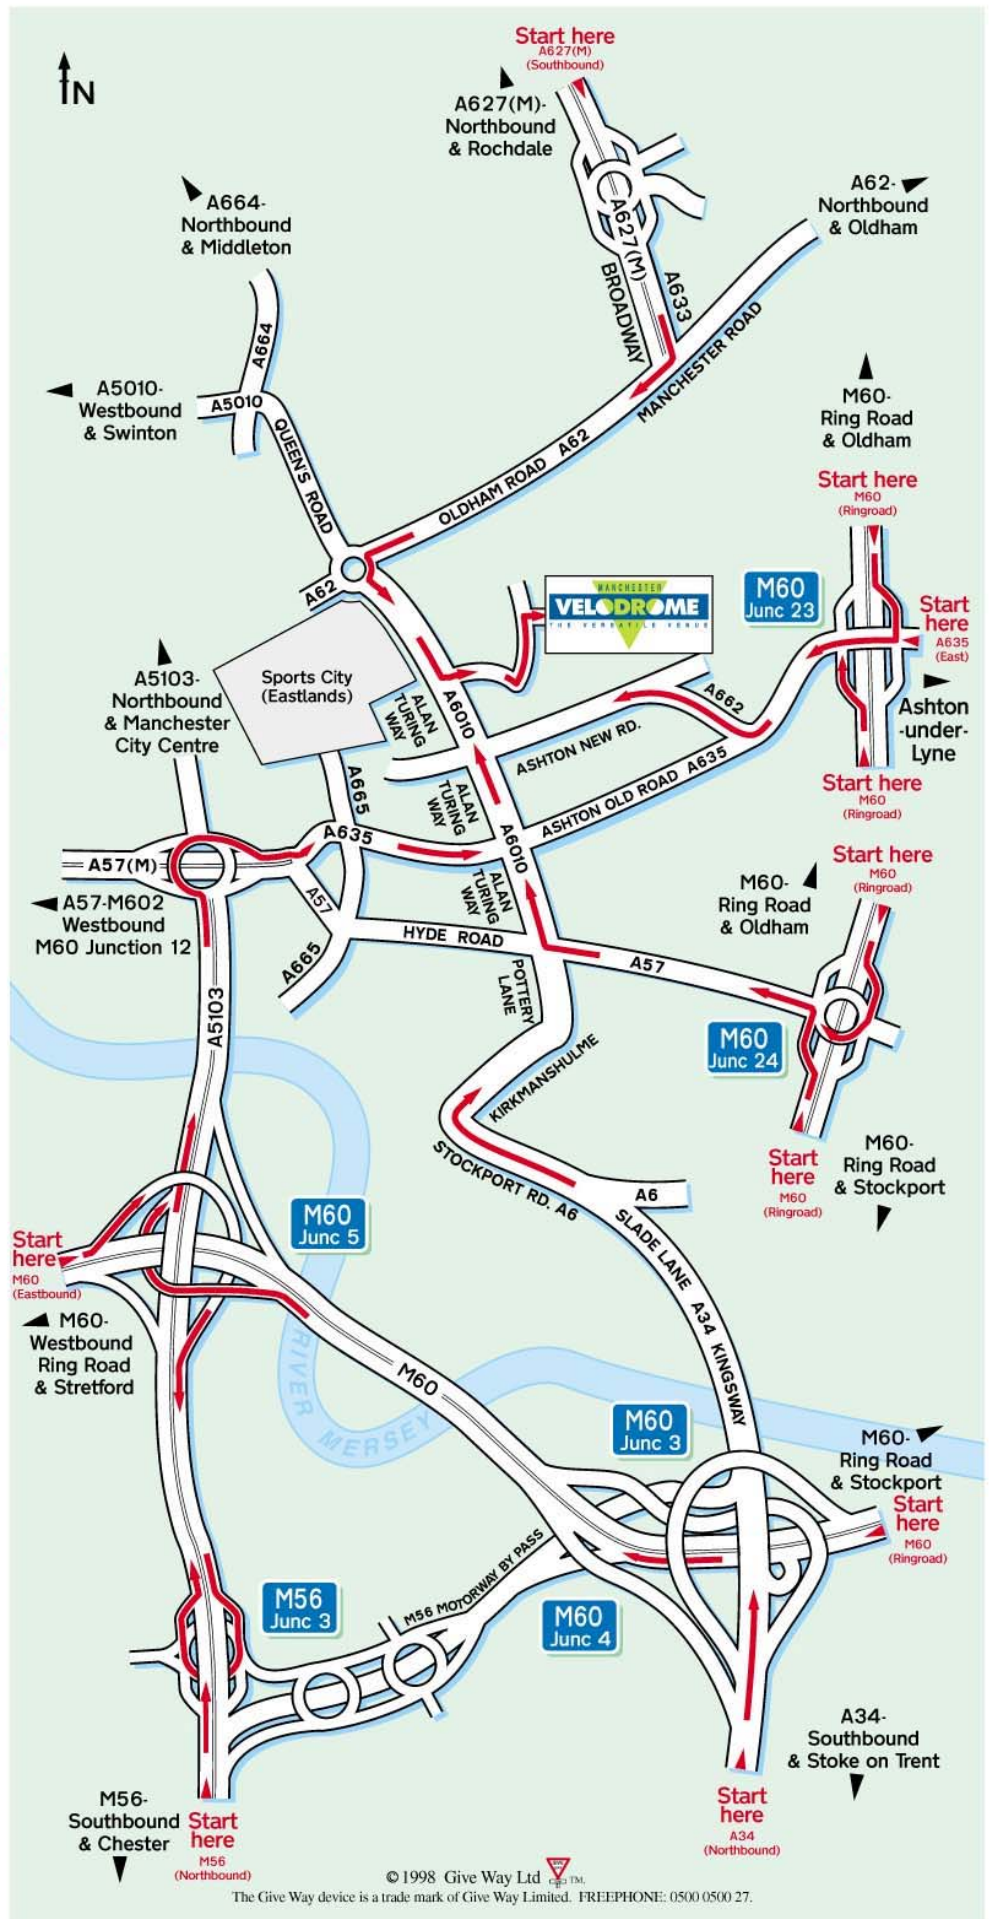 Start here
A627(M)
(Southbound)
N
A627(M)-
Northbound
& Rochdale
A62-
Northbound
& Oldham
A664-
Northbound
& Middleton
A627(M)
BROADWAY
A633
MANCHESTER ROAD
A664
A5010-
Westbound
& Swinton
A5010
QUEEN'S ROAD
OLDHAM ROAD A62
M60-
Ring Road
& Oldham
Start here
M60
(Ringroad)
A62
MANCHESTER
VELODROME
THE VERSATILE VENUE
M60
Junc 23
Start
here
A635
(East)
Sports City
(Eastlands)
A5103-
Northbound
& Manchester
City Centre
ALAN
TURING
WAY
A6010
A662
ASHTON NEW RD.
Ashton
-under-
Lyne
Start here
M60
(Ringroad)
A665
ALAN
TURING
WAY
ASHTON OLD ROAD A635
A635
A6010
A57(M)
A57-M602
Westbound
M60 Junction 12
A57
ALAN
TURING
WAY
HYDE ROAD
A665
A57
POTTERY
LANE
Start here
M60
(Ringroad)
M60-
Ring Road
& Oldham
M60
Junc 24
A5103
KIRKMANSHULME
STOCKPORT RD. A6
A6
Start
here
M60
(Ringroad)
M60-
Ring Road
& Stockport
M60
Junc 5
SLADE LANE A34 KINGSWAY
Start
here
M60
(Eastbound)
M60-
Westbound
Ring Road
& Stretford
RIVER MERSEY
M60
M60
Junc 3
M60-
Ring Road
& Stockport
Start
here
M60
(Ringroad)
M56 MOTORWAY BY PASS
M56
Junc 3
M60
Junc 4
A34-
Southbound
& Stoke on Trent
M56-
Southbound
& Chester
Start
here
M56
(Northbound)
Start
here
A34
(Northbound)
© 1998 Give Way Ltd TM.
The Give Way device is a trade mark of Give Way Limited. FREEPHONE: 0500 0500 27.